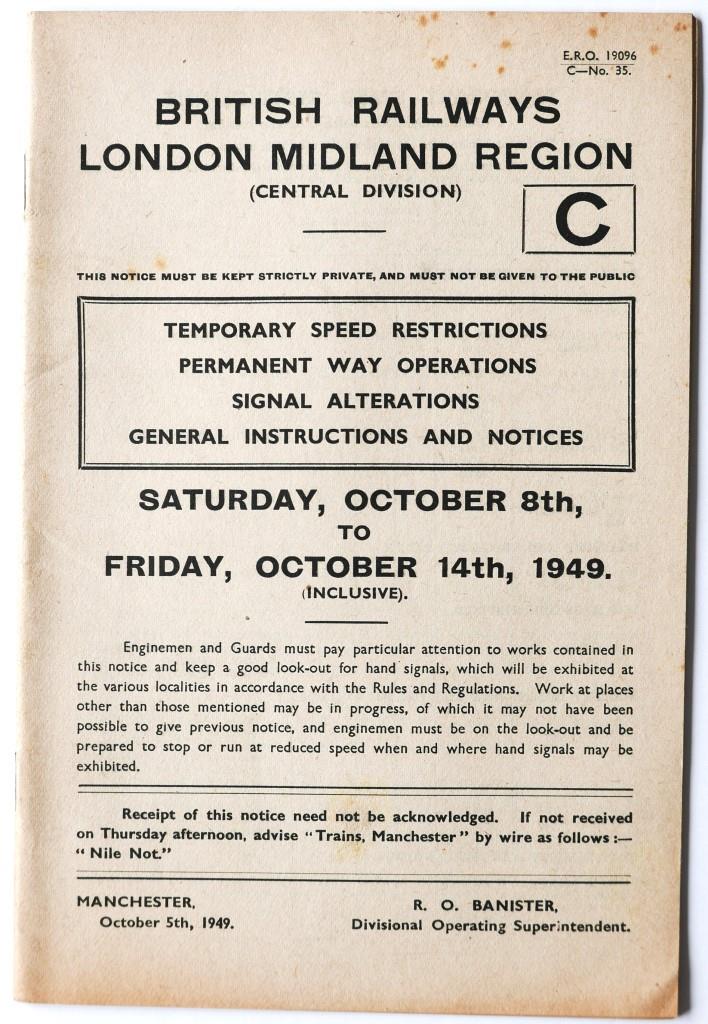 E.R.O. 19096
C—No. 35.
BRITISH RAILWAYS
LONDON MIDLAND REGION
(CENTRAL DIVISION)
C
THIS NOTICE MUST BE KEPT STRICTLY PRIVATE, AND MUST NOT BE GIVEN TO THE PUBLIC
TEMPORARY SPEED RESTRICTIONS
PERMANENT WAY OPERATIONS
SIGNAL ALTERATIONS
GENERAL INSTRUCTIONS AND NOTICES
SATURDAY, OCTOBER 8th,
TO
FRIDAY, OCTOBER 14th, 1949.
(INCLUSIVE).
Enginemen and Guards must pay particular attention to works contained in
this notice and keep a good look-out for hand signals, which will be exhibited at
the various localities in accordance with the Rules and Regulations. Work at places
other than those mentioned may be in progress, of which it may not have been
possible to give previous notice, and enginemen must be on the look-out and be
prepared to stop or run at reduced speed when and where hand signals may be
exhibited.
Receipt of this notice need not be acknowledged. If not received
on Thursday afternoon, advise "Trains, Manchester" by wire as follows :—
"Nile Not."
MANCHESTER,
October 5th, 1949.
R. O. BANISTER,
Divisional Operating Superintendent.